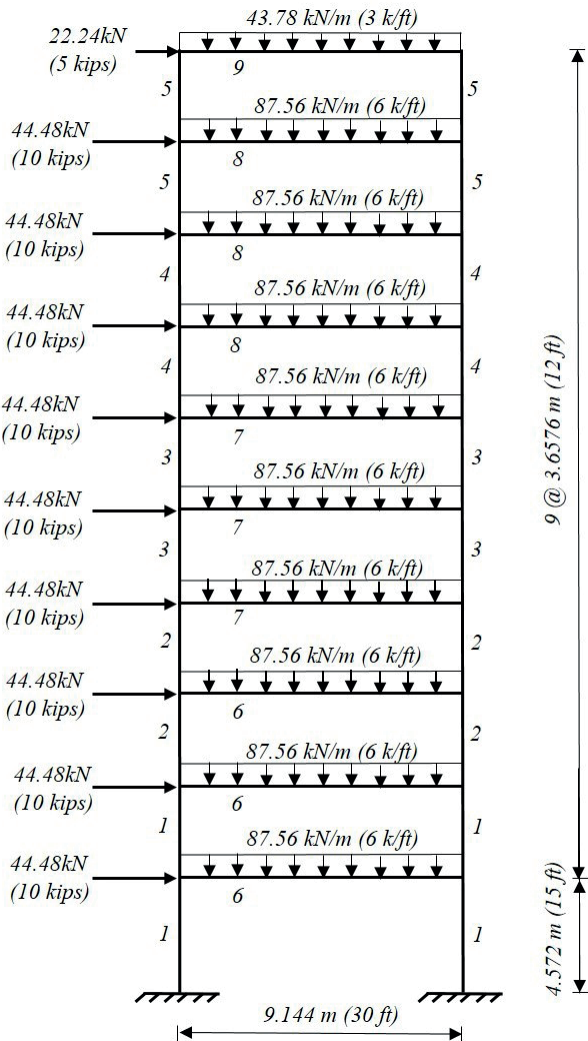 43.78 kN/m (3 k/ft)
22.24kN
(5 kips)
9
5
5
87.56 kN/m (6 k/ft)
44.48kN
(10 kips)
8
5
5
87.56 kN/m (6 k/ft)
44.48kN
(10 kips)
8
4
4
87.56 kN/m (6 k/ft)
44.48kN
(10 kips)
8
4
4
87.56 kN/m (6 k/ft)
44.48kN
(10 kips)
7
3
3
87.56 kN/m (6 k/ft)
44.48kN
(10 kips)
7
3
3
87.56 kN/m (6 k/ft)
44.48kN
(10 kips)
7
2
2
87.56 kN/m (6 k/ft)
44.48kN
(10 kips)
6
2
2
87.56 kN/m (6 k/ft)
44.48kN
(10 kips)
6
1
1
87.56 kN/m (6 k/ft)
44.48kN
(10 kips)
6
1
1
9 @ 3.6576 m (12 ft)
4.572 m (15 ft)
9.144 m (30 ft)